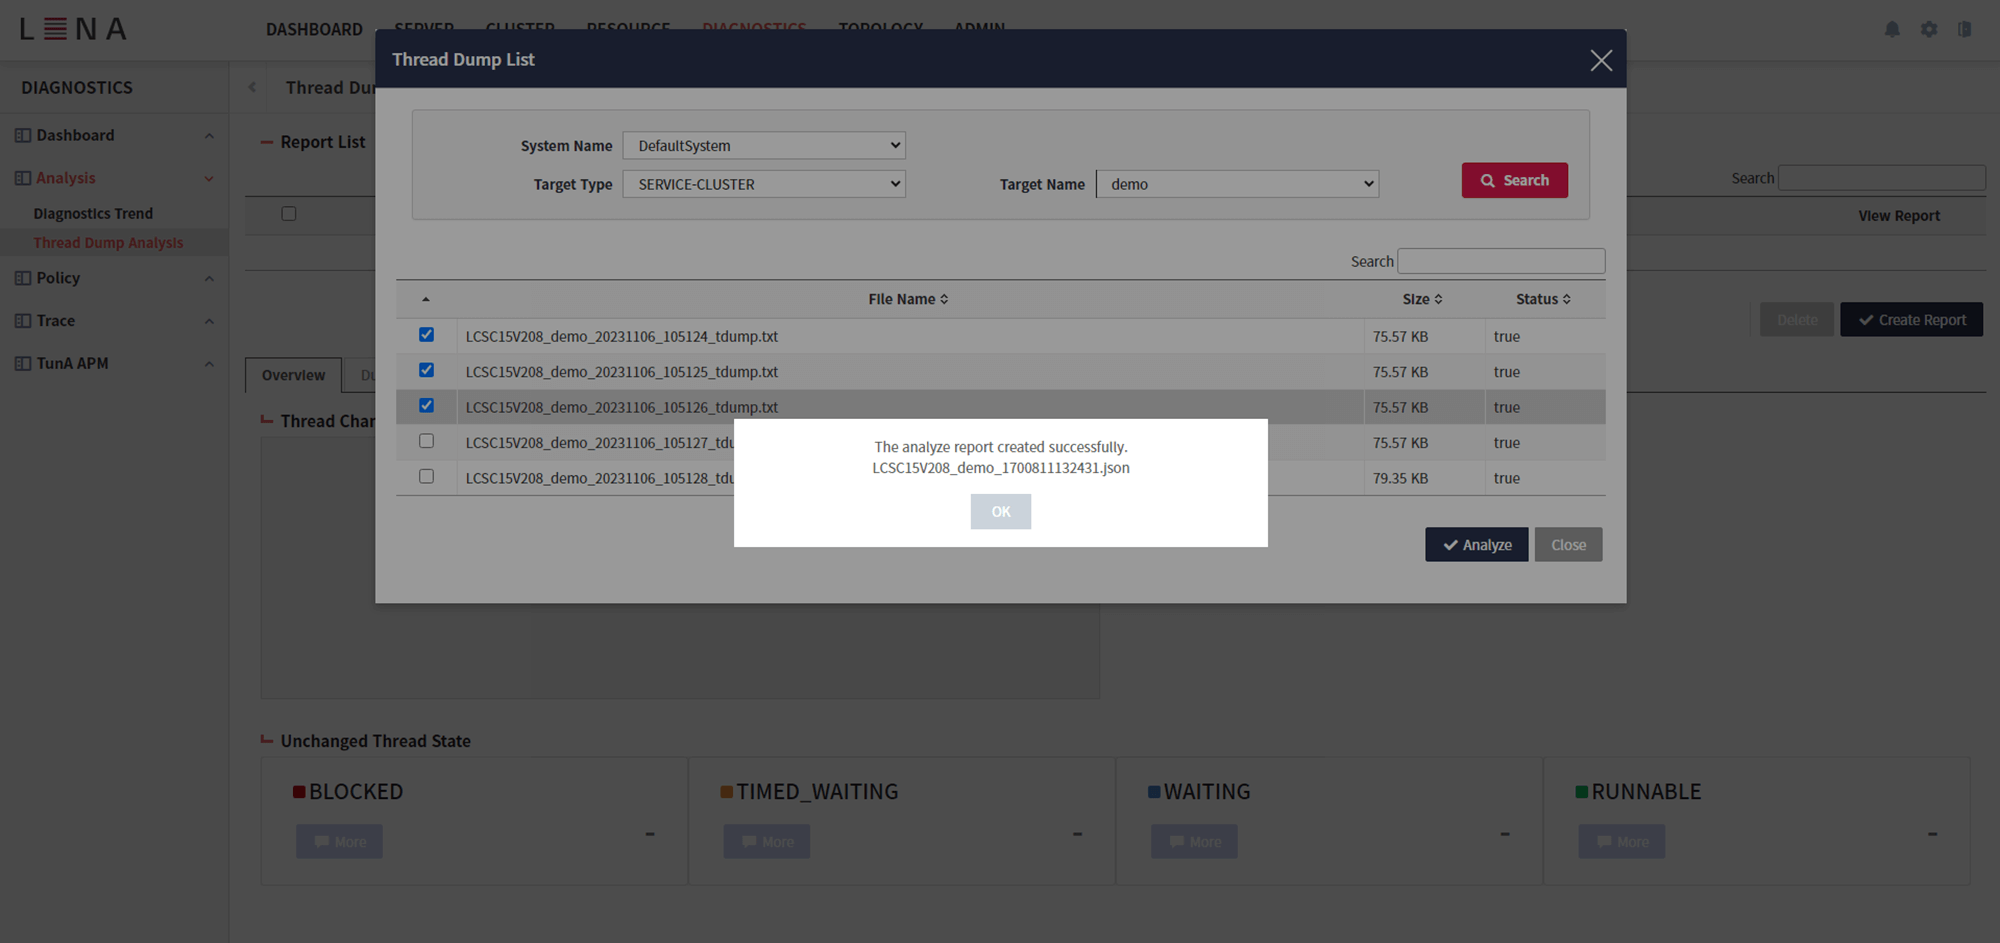 LENA
DASHBOARD SERVER CLUSTER RESOURCE DIAGNOSTICS TOPOLOGY ADMIN
Thread Dump List
DIAGNOSTICS
Thread Dum
Dashboard
Report List
System Name DefaultSystem
Analysis
Search
Target Type SERVICE-CLUSTER Target Name demo Search
Diagnostics Trend
View Report
Thread Dump Analysis
Search
Policy
File Name Size Status
Trace
Delete Create Report
LCSC15V208_demo_20231106_105124_tdump.txt 75.57 KB true
TunA APM
Overview Du
LCSC15V208_demo_20231106_105125_tdump.txt 75.57 KB true
LCSC15V208_demo_20231106_105126_tdump.txt 75.57 KB true
Thread Char
LCSC15V208_demo_20231106_105127_tdu 75.57 KB true
The analyze report created successfully.
LCSC15V208_demo_1700811132431.json
LCSC15V208_demo_20231106_105128_tdu 79.35 KB true
OK
Analyze Close
Unchanged Thread State
BLOCKED TIMED_WAITING WAITING RUNNABLE
More - More - More - More -